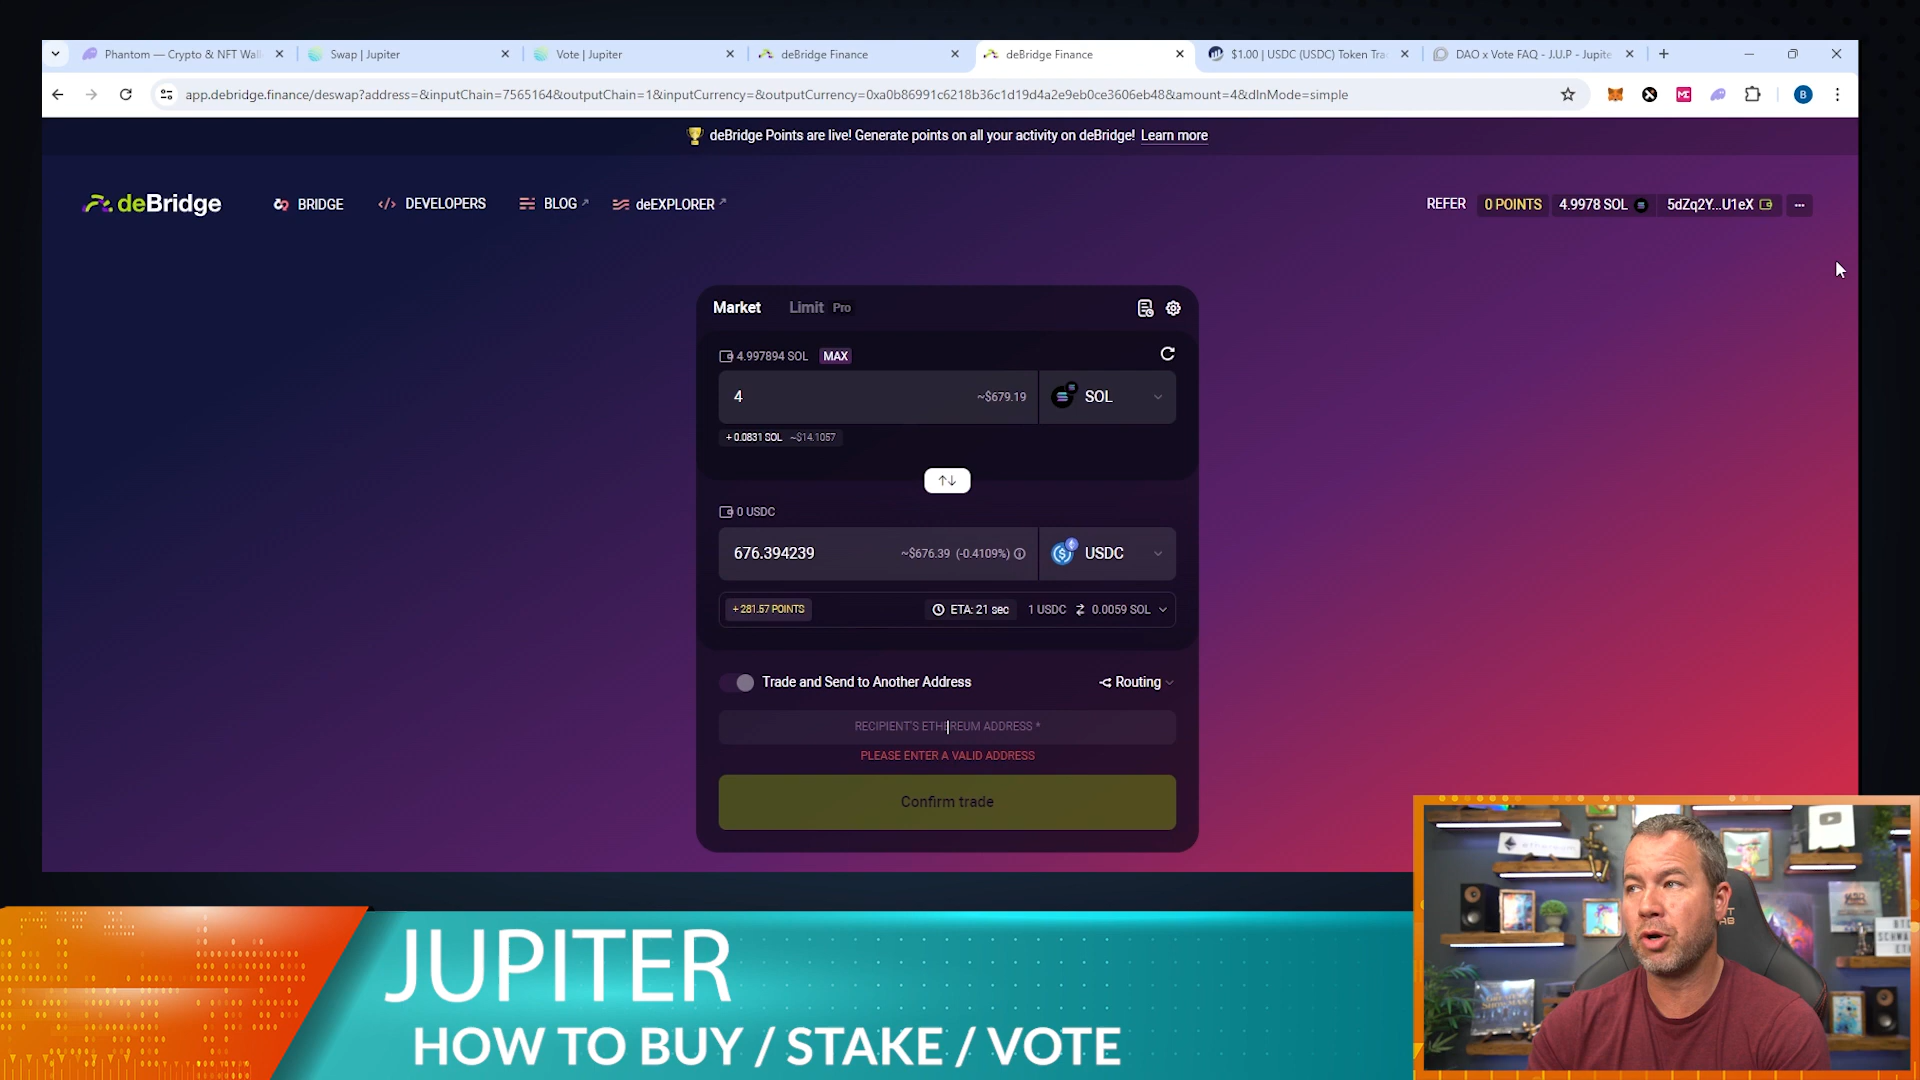 Phantom — Crypto & NFT Wall
Swap | Jupiter
Vote | Jupiter
deBridge Finance
deBridge Finance
$1.00 | USDC (USDC) Token Tra
DAO x Vote FAQ - J.U.P - Jupite
app.debridge.finance/deswap?address=&inputChain=7565164&outputChain=1&inputCurrency=&outputCurrency=0xa0b86991c6218b36c1d19d4a2e9eb0ce3606eb48&amount=4&dlnMode=simple
B
deBridge Points are live! Generate points on all your activity on deBridge! Learn more
deBridge
BRIDGE
DEVELOPERS
BLOG
deEXPLORER
REFER
0 POINTS
4.9978 SOL
5dZq2Y...U1eX
Market
Limit Pro
4.997894 SOL MAX
4
~$679.19
SOL
+ 0.0831 SOL ~$14.1057
0 USDC
676.394239
~$676.39 (-0.4109%)
USDC
+ 281.57 POINTS
ETA: 21 sec
1 USDC ⇄ 0.0059 SOL
Trade and Send to Another Address
Routing
RECIPIENT'S ETHEREUM ADDRESS *
PLEASE ENTER A VALID ADDRESS
Confirm trade
JUPITER
HOW TO BUY / STAKE / VOTE